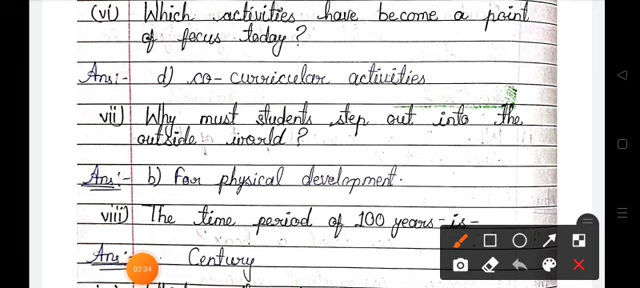 (vi) Which activities have become a point
of focus today?
Ans:- d) co-curricular activities
vii) Why must students step out into the
outside world?
Ans:- b) For physical development.
viii) The time period of 100 years-is-
Ans:- Century
02:34